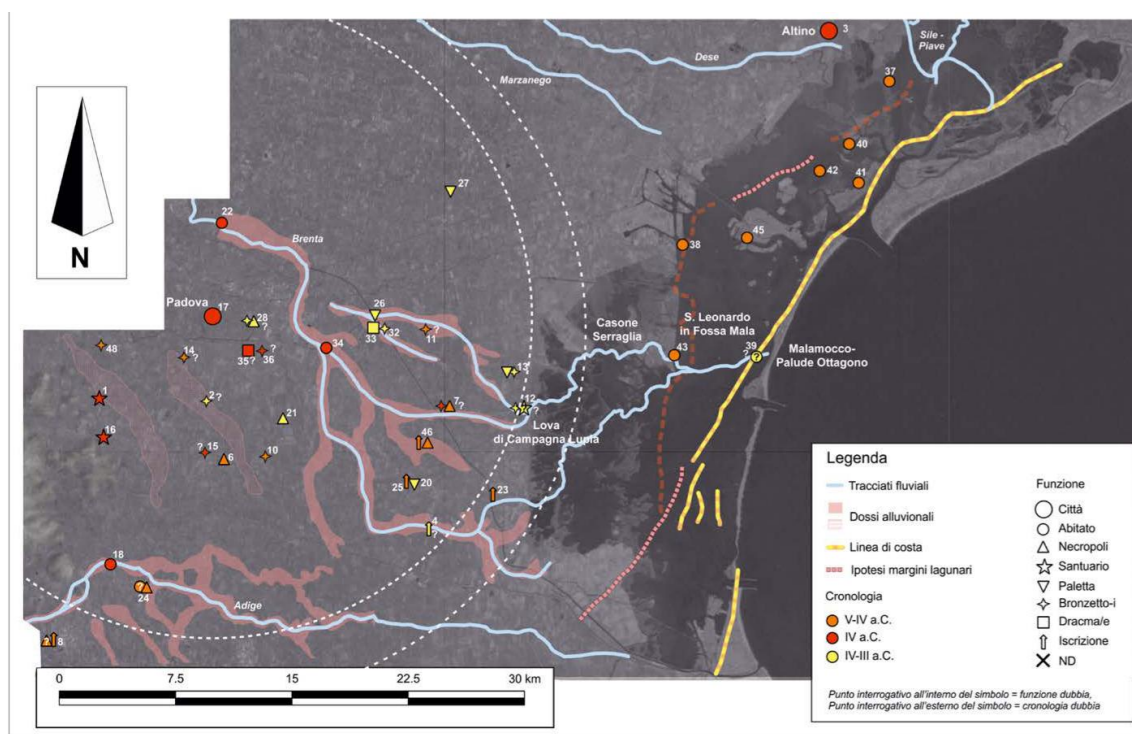 Altino
3
Sile -
Piave
Dese
Marzanego
37
40
42
41
27
22
Brenta
45
38
Padova
17
26
28
?
33
32
?
11
Casone
Serraglia
S. Leonardo
in Fossa Mala
48
14
?
35?
?
36
34
43
39
?
?
Malamocco-
Palude Ottagono
13
1
2
?
21
7
?
12
?
Lova
di Campagna Lupia
16
46
?
15
6
10
25
20
23
4
18
24
Adige
8
N
0
7.5
15
22.5
30 km
Legenda
Tracciati fluviali
Dossi alluvionali
Linea di costa
Ipotesi margini lagunari
Cronologia
V-IV a.C.
IV a.C.
IV-III a.C.
Funzione
Città
Abitato
Necropoli
Santuario
Paletta
Bronzetto-i
Dracma/e
Iscrizione
ND
Punto interrogativo all'interno del simbolo = funzione dubbia,
Punto interrogativo all'esterno del simbolo = cronologia dubbia